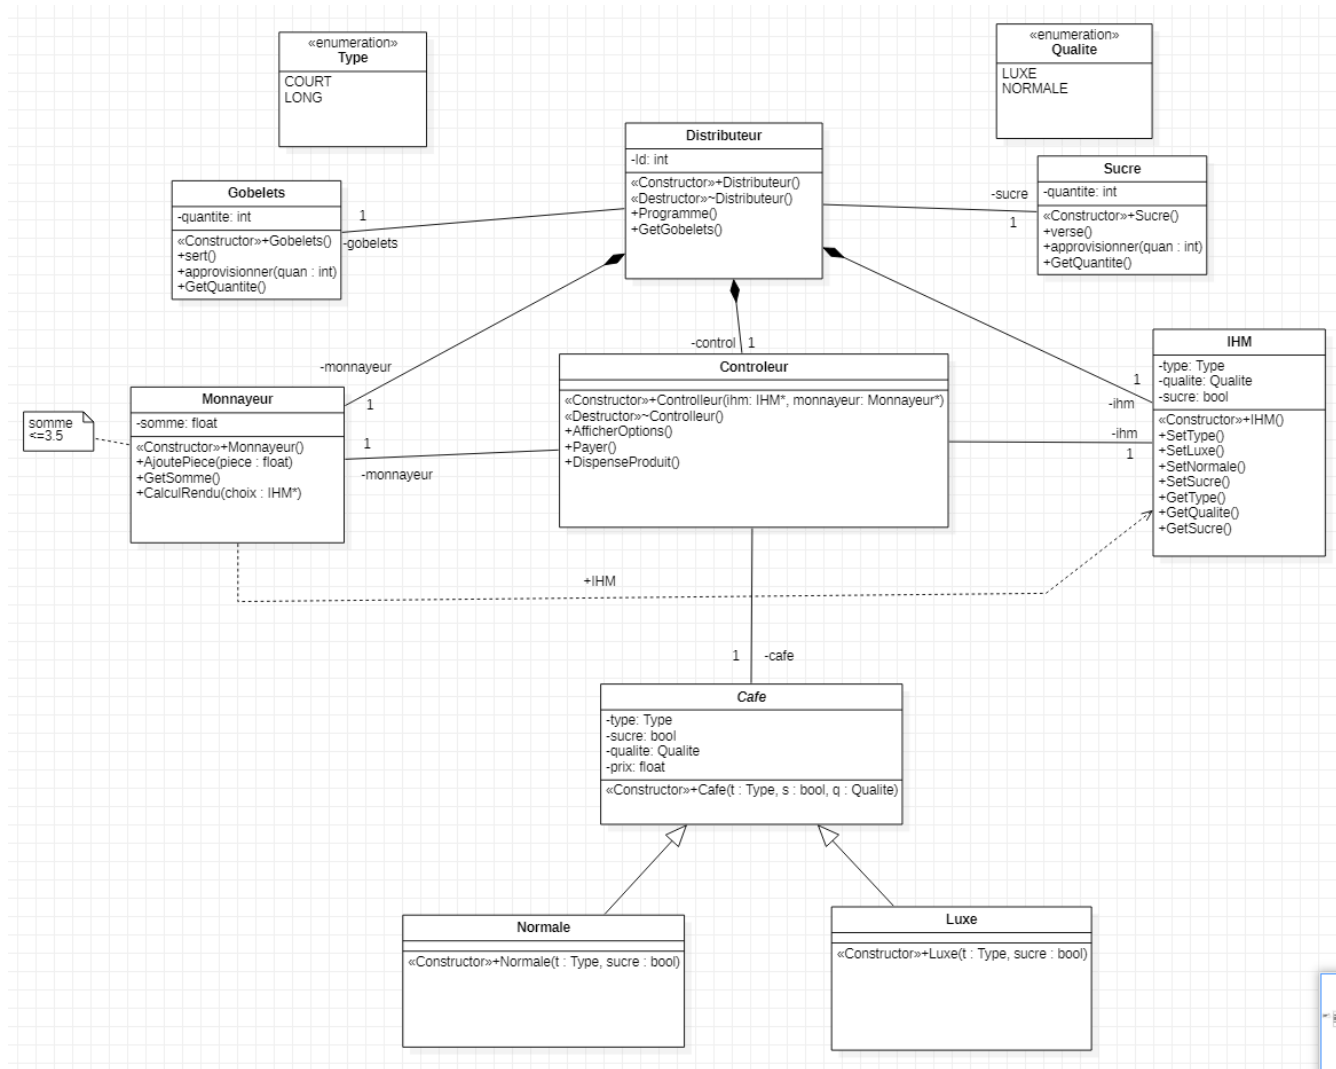 «enumeration»
Type
COURT
LONG
«enumeration»
Qualite
LUXE
NORMALE
Distributeur
-Id: int
«Constructor»+Distributeur()
«Destructor»~Distributeur()
+Programme()
+GetGobelets()
Gobelets
-quantite: int
«Constructor»+Gobelets()
+sert()
+approvisionner(quan : int)
+GetQuantite()
1
-gobelets
-sucre
1
Sucre
-quantite: int
«Constructor»+Sucre()
+verse()
+approvisionner(quan : int)
+GetQuantite()
-monnayeur
1
-control
1
1
-ihm
somme
<=3.5
Monnayeur
-somme: float
«Constructor»+Monnayeur()
+AjoutePiece(piece : float)
+GetSomme()
+CalculRendu(choix : IHM*)
1
-monnayeur
Controleur
«Constructor»+Controlleur(ihm: IHM*, monnayeur: Monnayeur*)
«Destructor»~Controlleur()
+AfficherOptions()
+Payer()
+DispenseProduit()
-ihm
1
IHM
-type: Type
-qualite: Qualite
-sucre: bool
«Constructor»+IHM()
+SetType()
+SetLuxe()
+SetNormale()
+SetSucre()
+GetType()
+GetQualite()
+GetSucre()
+IHM
1
-cafe
Cafe
-type: Type
-sucre: bool
-qualite: Qualite
-prix: float
«Constructor»+Cafe(t : Type, s : bool, q : Qualite)
Normale
«Constructor»+Normale(t : Type, sucre : bool)
Luxe
«Constructor»+Luxe(t : Type, sucre : bool)